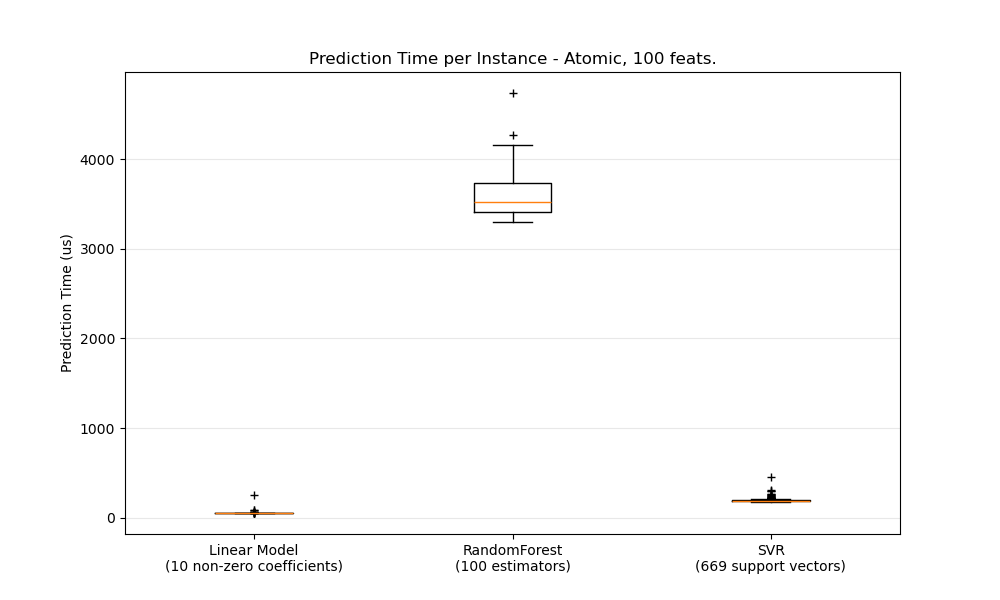 Prediction Time per Instance - Atomic, 100 feats.
Prediction Time (us)
4000
3000
2000
1000
0
Linear Model
(10 non-zero coefficients)
RandomForest
(100 estimators)
SVR
(669 support vectors)